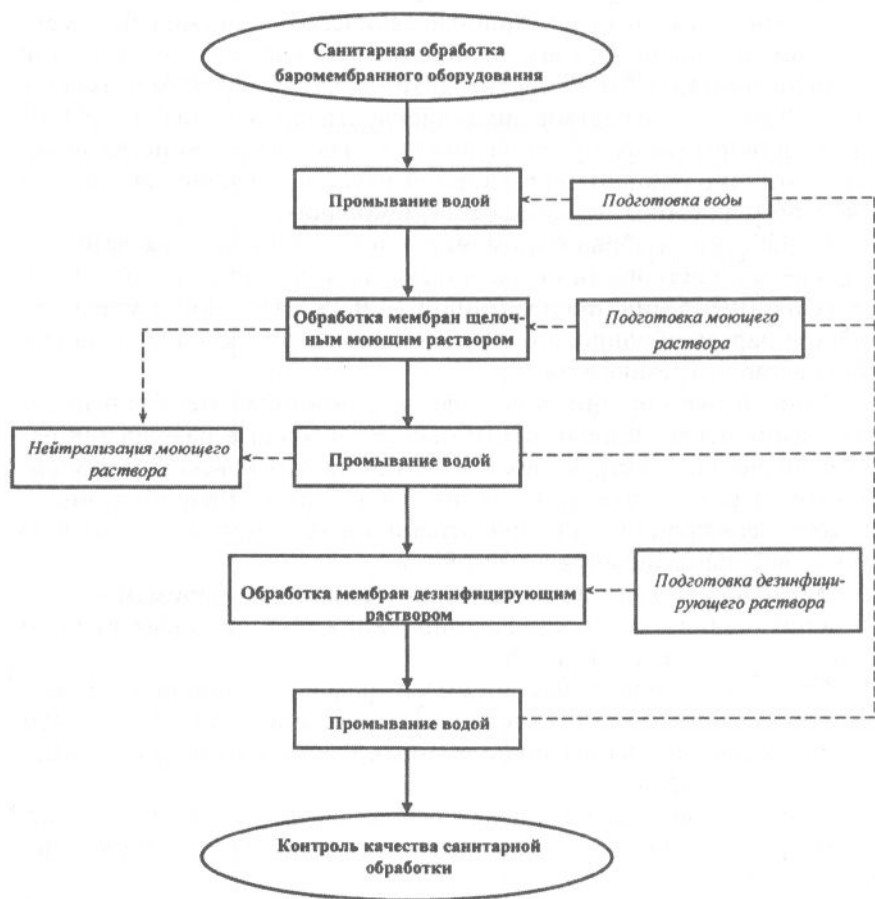 Санитарная обработка
баромембранного оборудования
Промывание водой
Подготовка воды
Обработка мембран щелоч-
ным моющим раствором
Подготовка моющего
раствора
Нейтрализация моющего
раствора
Промывание водой
Обработка мембран дезинфицирующим
раствором
Подготовка дезинфици-
рующего раствора
Промывание водой
Контроль качества санитарной
обработки